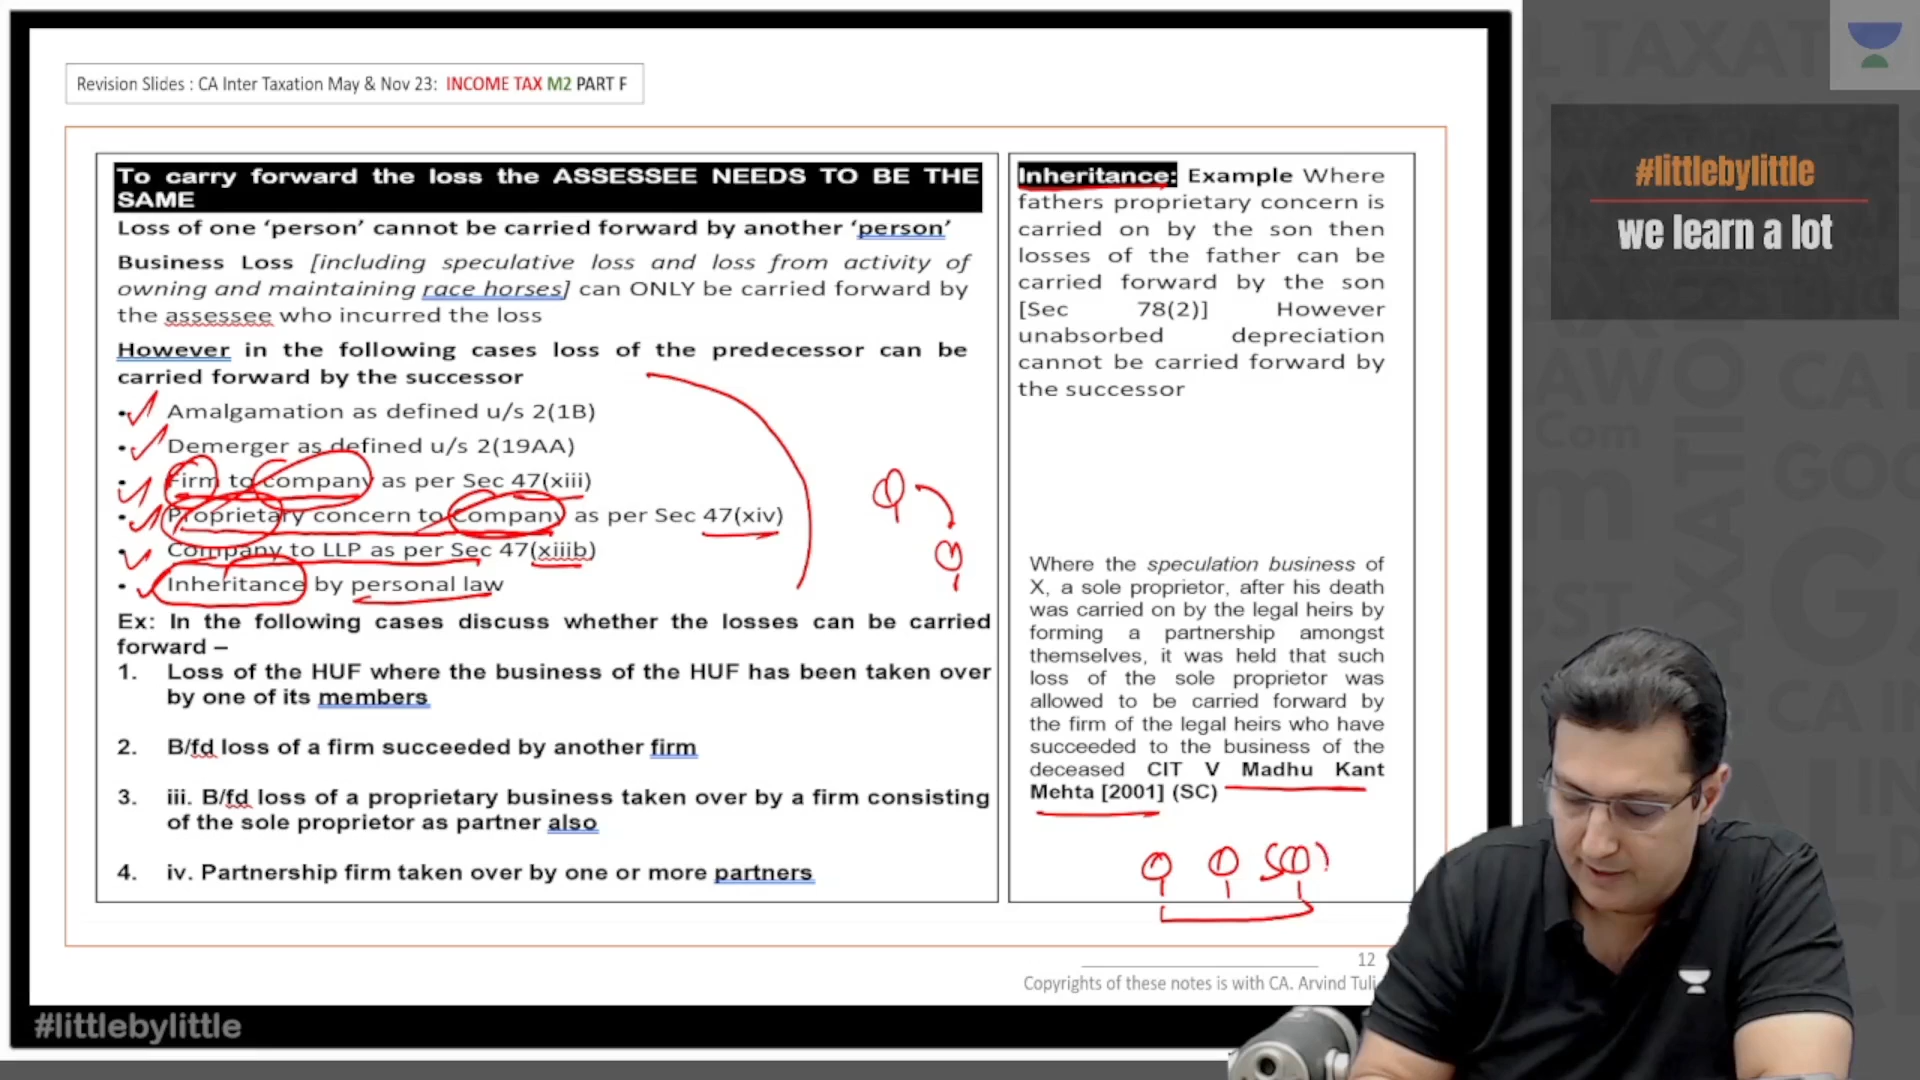 Revision Slides : CA Inter Taxation May & Nov 23: INCOME TAX M2 PART F
To carry forward the loss the ASSESSEE NEEDS TO BE THE
SAME
Loss of one ‘person’ cannot be carried forward by another ‘person’
Business Loss [including speculative loss and loss from activity of
owning and maintaining race horses] can ONLY be carried forward by
the assessee who incurred the loss
However in the following cases loss of the predecessor can be
carried forward by the successor
• Amalgamation as defined u/s 2(1B)
• Demerger as defined u/s 2(19AA)
• Firm to company as per Sec 47(xiii)
• Proprietary concern to Company as per Sec 47(xiv)
• Company to LLP as per Sec 47(xiiib)
• Inheritance by personal law
Ex: In the following cases discuss whether the losses can be carried
forward –
1. Loss of the HUF where the business of the HUF has been taken over
by one of its members
2. B/fd loss of a firm succeeded by another firm
3. iii. B/fd loss of a proprietary business taken over by a firm consisting
of the sole proprietor as partner also
4. iv. Partnership firm taken over by one or more partners
Inheritance: Example Where
fathers proprietary concern is
carried on by the son then
losses of the father can be
carried forward by the son
[Sec 78(2)] However
unabsorbed depreciation
cannot be carried forward by
the successor
Where the speculation business of
X, a sole proprietor, after his death
was carried on by the legal heirs by
forming a partnership amongst
themselves, it was held that such
loss of the sole proprietor was
allowed to be carried forward by
the firm of the legal heirs who have
succeeded to the business of the
deceased CIT V Madhu Kant
Mehta [2001] (SC)
12
Copyrights of these notes is with CA. Arvind Tuli
#littlebylittle
#littlebylittle
we learn a lot